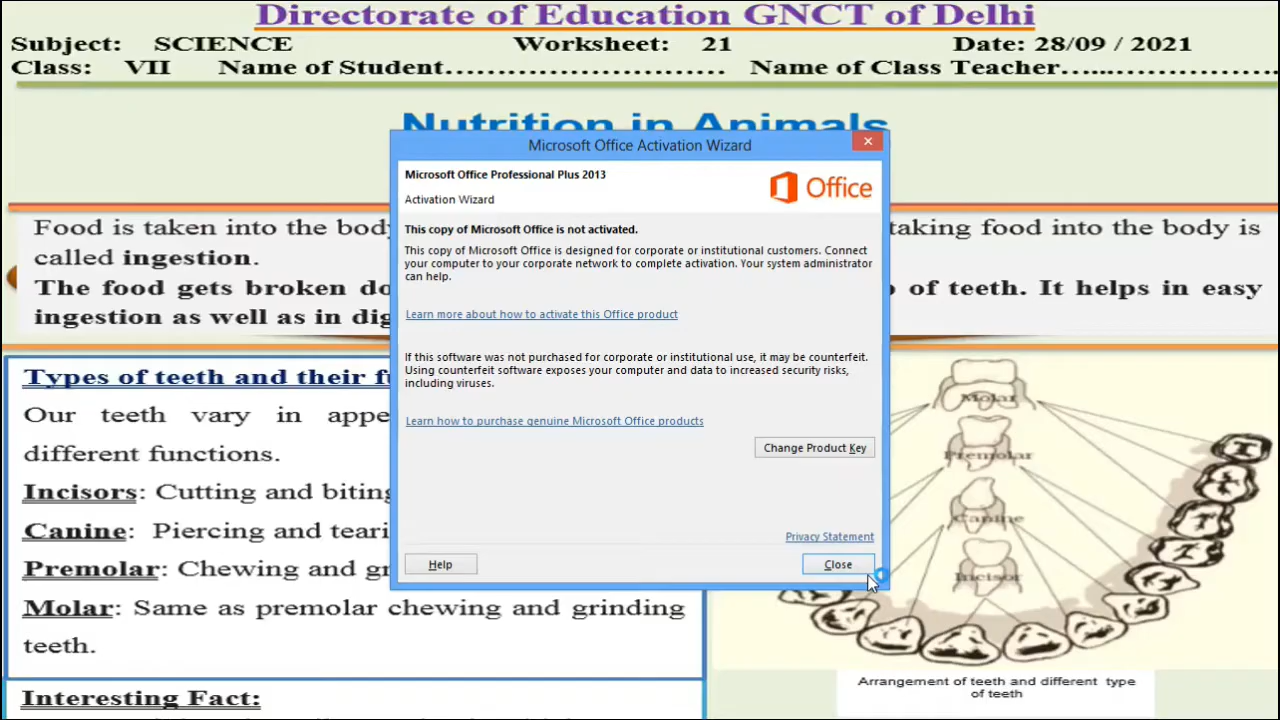 Directorate of Education GNCT of Delhi
Subject: SCIENCE Worksheet: 21 Date: 28/09 / 2021
Class: VII Name of Student............................ Name of Class Teacher......................
Nutrition in Animals
Microsoft Office Activation Wizard
Microsoft Office Professional Plus 2013
Activation Wizard
Office
This copy of Microsoft Office is not activated.
This copy of Microsoft Office is designed for corporate or institutional customers. Connect
your computer to your corporate network to complete activation. Your system administrator
can help.
Learn more about how to activate this Office product
If this software was not purchased for corporate or institutional use, it may be counterfeit.
Using counterfeit software exposes your computer and data to increased security risks,
including viruses.
Learn how to purchase genuine Microsoft Office products
Change Product Key
Privacy Statement
Help
Close
Food is taken into the taking food into the body is
called ingestion.
The food gets broken of teeth. It helps in easy
ingestion as well as in
Types of teeth and their
Our teeth vary in
different functions.
Incisors: Cutting and biting
Canine: Piercing and
Premolar: Chewing and
Molar: Same as premolar chewing and grinding
teeth.
Interesting Fact:
Molar
Premolar
Canine
Incisor
Arrangement of teeth and different type
of teeth